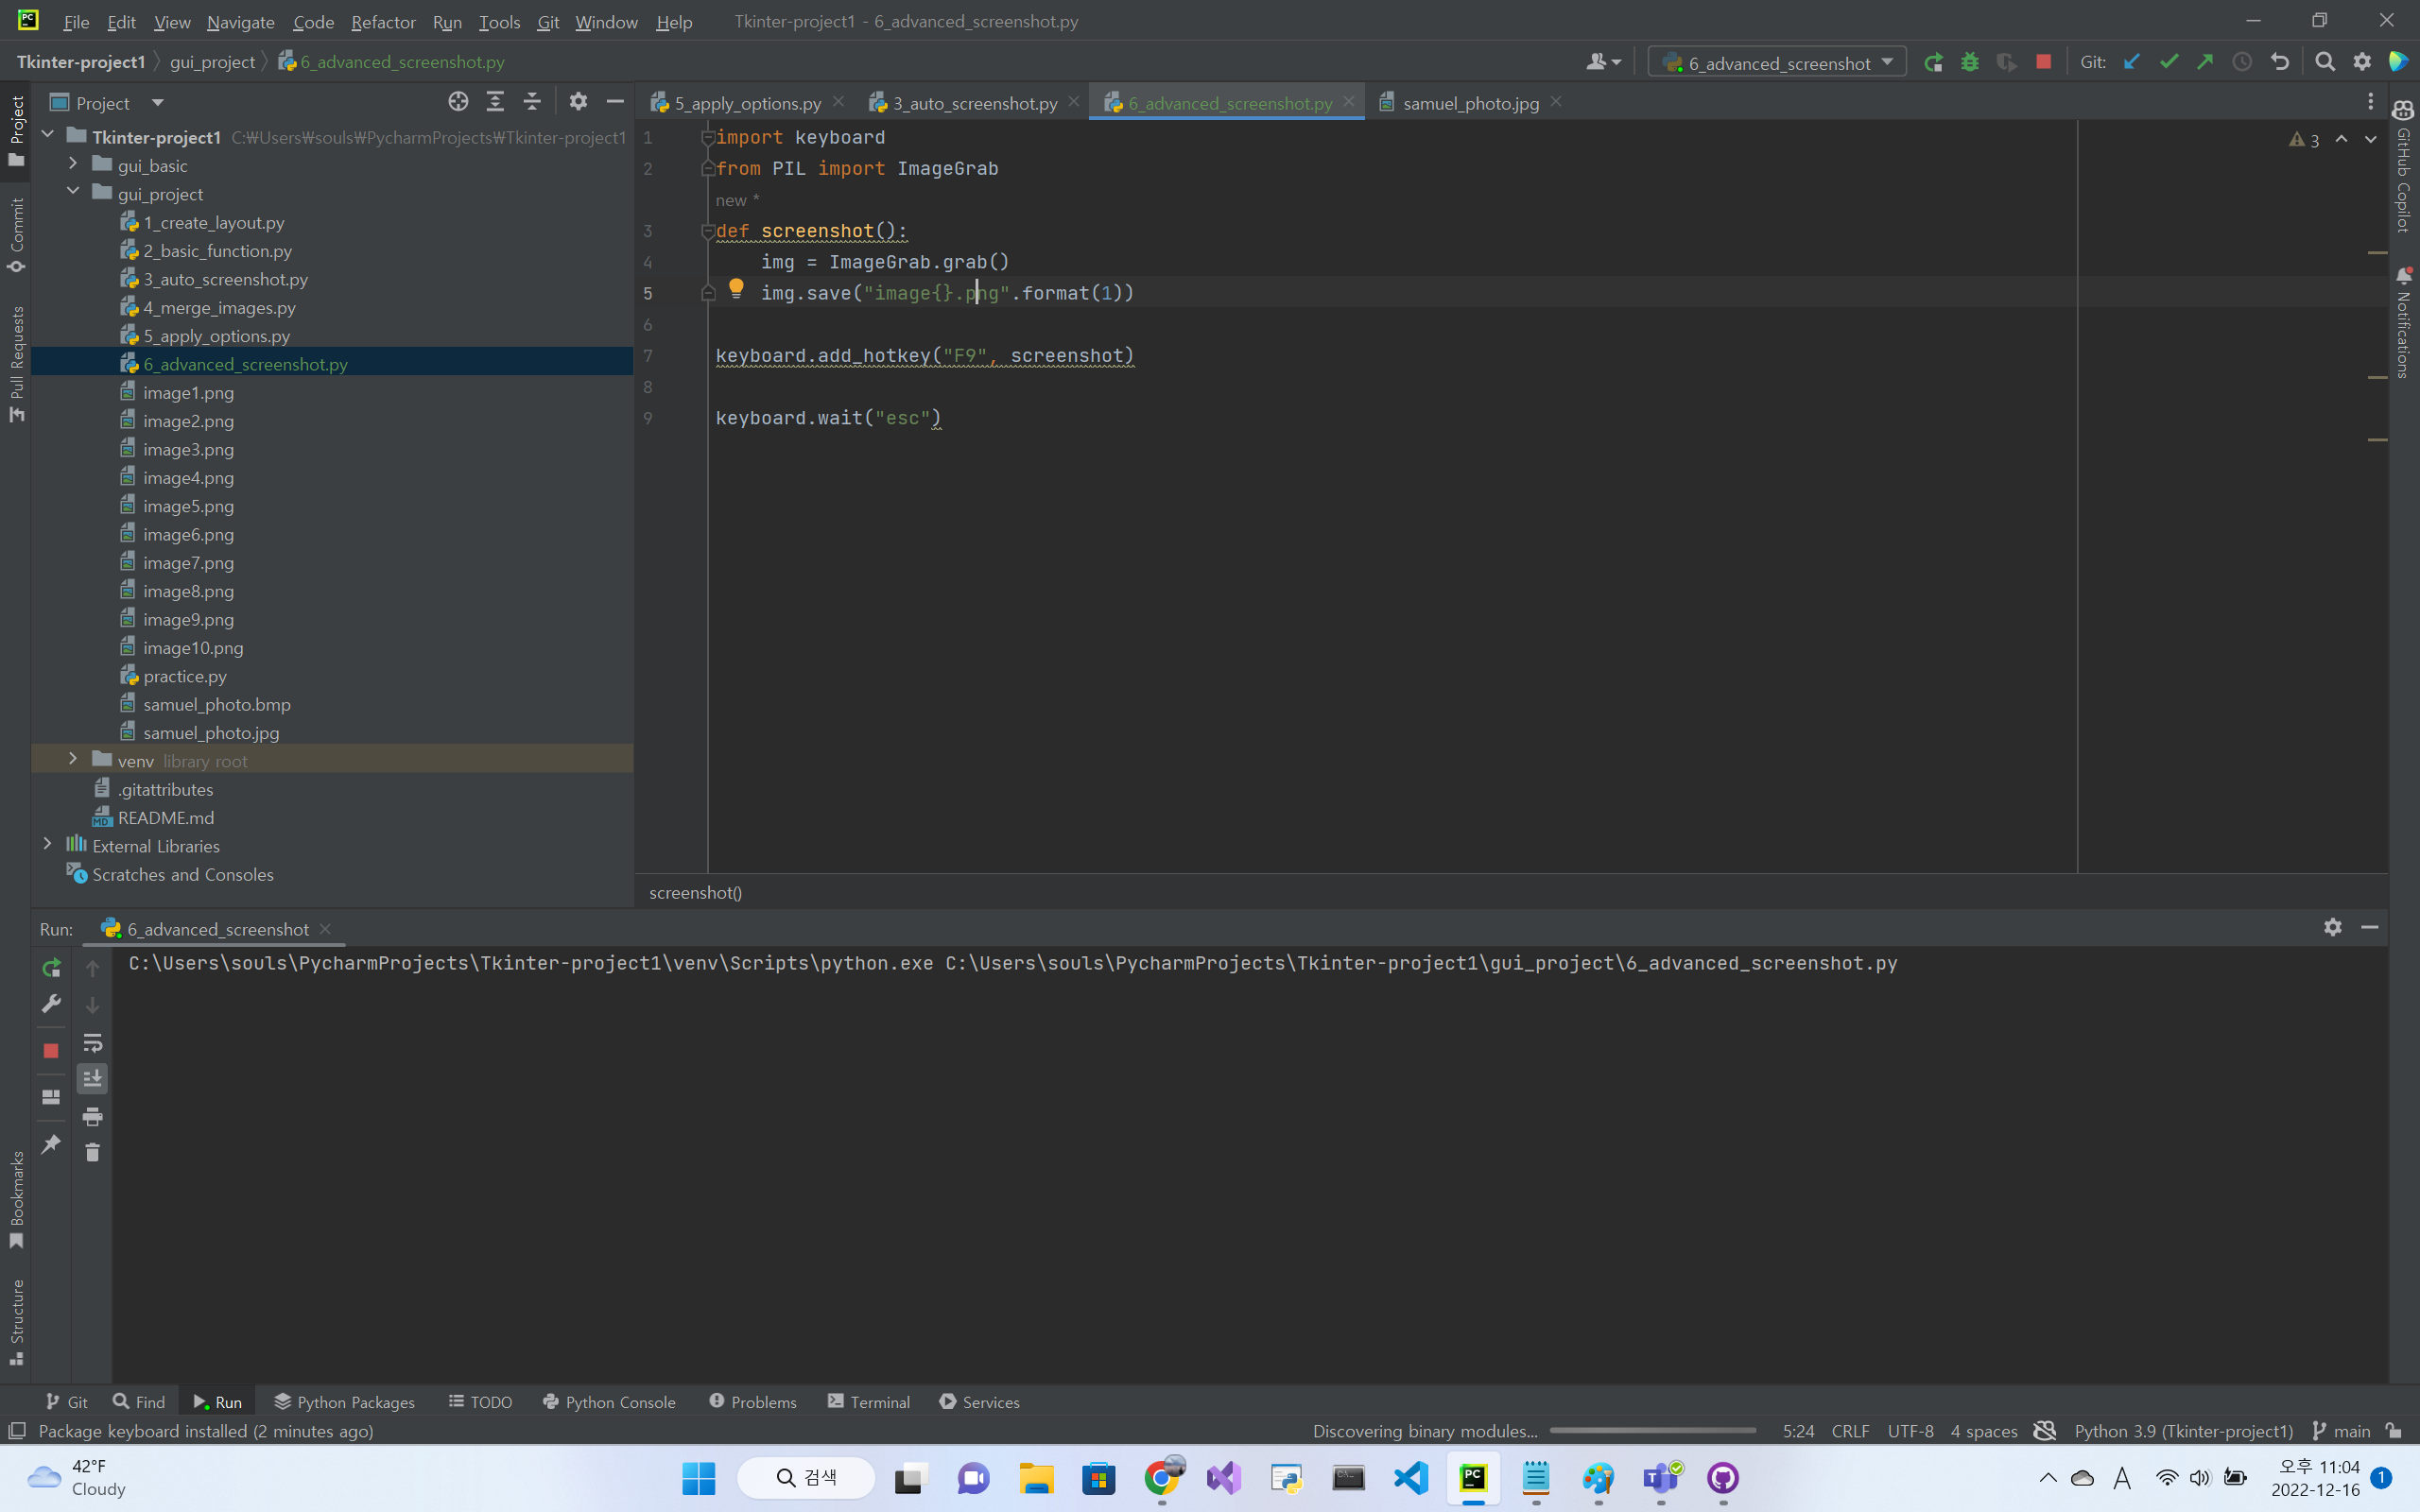 File Edit View Navigate Code Refactor Run Tools Git Window Help Tkinter-project1 - 6_advanced_screenshot.py
Tkinter-project1 gui_project 6_advanced_screenshot.py 6_advanced_screenshot Git:
Project
5_apply_options.py 3_auto_screenshot.py 6_advanced_screenshot.py samuel_photo.jpg
Project
Commit
Pull Requests
Bookmarks
Structure
Tkinter-project1 C:₩Users₩souls₩PycharmProjects₩Tkinter-project1
gui_basic
gui_project
1_create_layout.py
2_basic_function.py
3_auto_screenshot.py
4_merge_images.py
5_apply_options.py
6_advanced_screenshot.py
image1.png
image2.png
image3.png
image4.png
image5.png
image6.png
image7.png
image8.png
image9.png
image10.png
practice.py
samuel_photo.bmp
samuel_photo.jpg
venv library root
.gitattributes
README.md
External Libraries
Scratches and Consoles
1 import keyboard
2 from PIL import ImageGrab
new *
3 def screenshot():
4 img = ImageGrab.grab()
5 img.save("image{}.png".format(1))
6
7 keyboard.add_hotkey("F9", screenshot)
8
9 keyboard.wait("esc")
3
GitHub Copilot
Notifications
screenshot()
Run: 6_advanced_screenshot
C:\Users\souls\PycharmProjects\Tkinter-project1\venv\Scripts\python.exe C:\Users\souls\PycharmProjects\Tkinter-project1\gui_project\6_advanced_screenshot.py
Git Find Run Python Packages TODO Python Console Problems Terminal Services
Package keyboard installed (2 minutes ago) Discovering binary modules... 5:24 CRLF UTF-8 4 spaces Python 3.9 (Tkinter-project1) main
42°F
Cloudy
검색
A
오후 11:04
2022-12-16
1